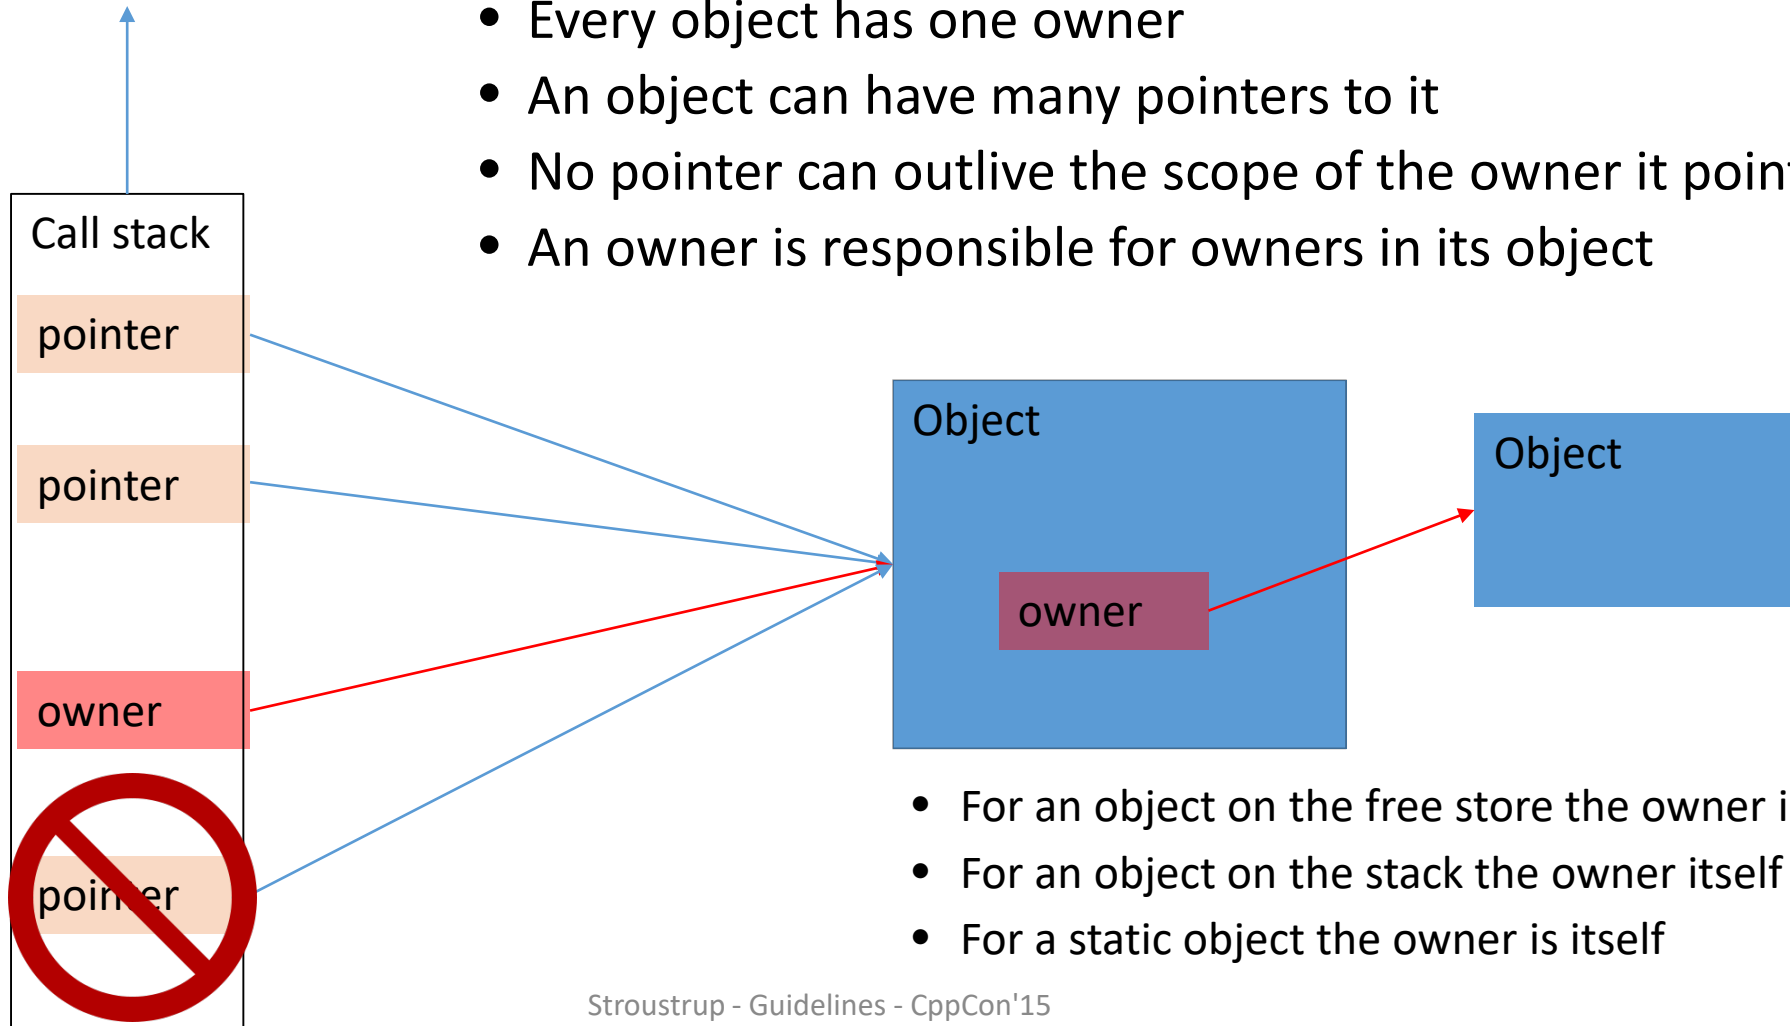 • Every object has one owner
• An object can have many pointers to it
• No pointer can outlive the scope of the owner it
• An owner is responsible for owners in its object
Call stack
pointer
pointer
owner
pointer
Object
owner
Object
• For an object on the free store the owner
• For an object on the stack the owner itself
• For a static object the owner is itself
Stroustrup - Guidelines - CppCon'15